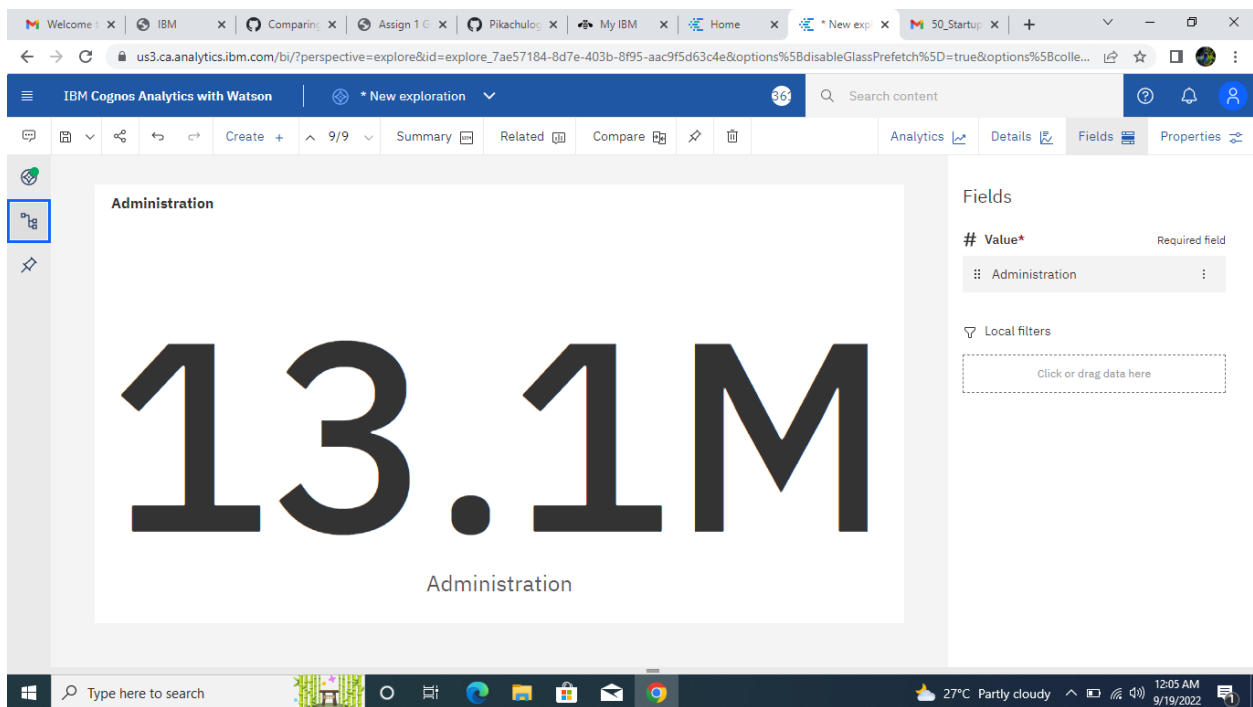 Welcome t
IBM
Comparing
Assign 1 G
Pikachulog
My IBM
Home
* New expl
50_Startup
us3.ca.analytics.ibm.com/bi/?perspective=explore&id=explore_7ae57184-8d7e-403b-8f95-aac9f5d63c4e&options%5BdisableGlassPrefetch%5D=true&options%5Bcolle...
IBM Cognos Analytics with Watson
* New exploration
363
Search content
Create +
9/9
Summary
Related
Compare
Analytics
Details
Fields
Properties
Administration
13.1M
Administration
Fields
# Value*
Required field
Administration
Local filters
Click or drag data here
Type here to search
27°C Partly cloudy
12:05 AM
9/19/2022
1